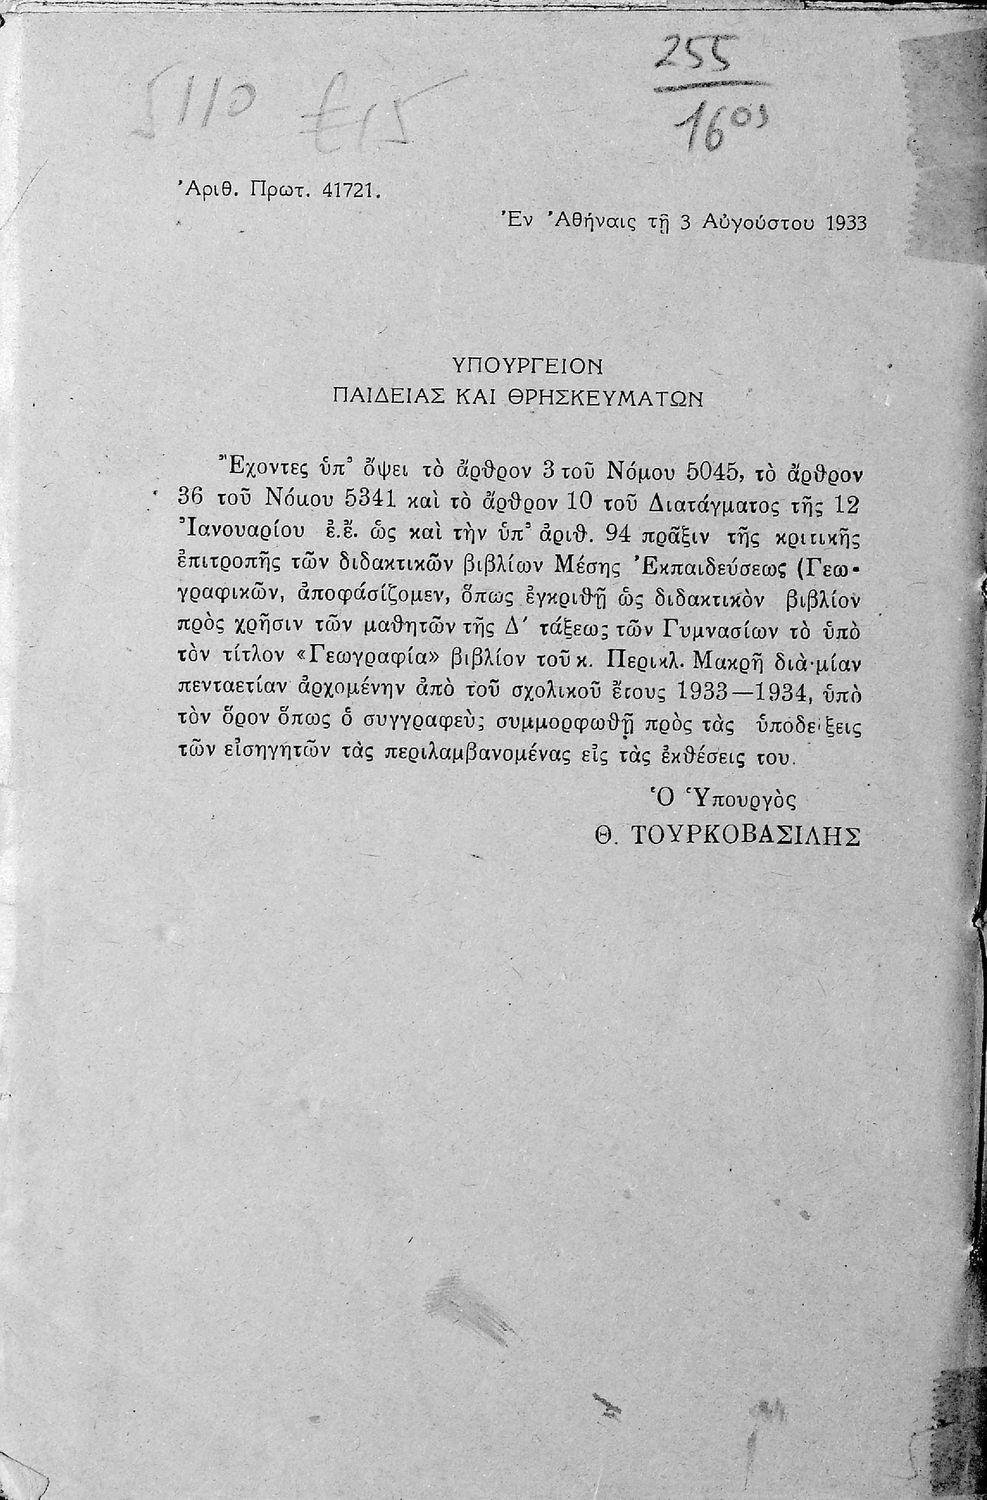 5110 £15
255
16 05
Ἀριθ. Πρωτ. 41721.
Ἐν Ἀθήναις τῇ 3 Αὐγούστου 1933
ΥΠΟΥΡΓΕΙΟΝ
ΠΑΙΔΕΙΑΣ ΚΑΙ ΘΡΗΣΚΕΥΜΑΤΩΝ
Ἔχοντες ὑπ' ὄψει τὸ ἄρθρον 3 τοῦ Νόμου 5045, τὸ ἄρθρον
36 τοῦ Νόμου 5341 καὶ τὸ ἄρθρον 10 τοῦ Διατάγματος τῆς 12
Ἰανουαρίου ἐ.ἔ. ὡς καὶ τὴν ὑπ' ἀριθ. 94 πρᾶξιν τῆς κριτικῆς
ἐπιτροπῆς τῶν διδακτικῶν βιβλίων Μέσης Ἐκπαιδεύσεως (Γεω-
γραφικῶν, ἀποφάσίζομεν, ὅπως ἐγκριθῇ ὡς διδακτικὸν βιβλίον
πρὸς χρῆσιν τῶν μαθητῶν τῆς Δ' τάξεως τῶν Γυμνασίων τὸ ὑπὸ
τὸν τίτλον «Γεωγραφία» βιβλίον τοῦ κ. Περικλ. Μακρῆ διὰ μίαν
πενταετίαν ἀρχομένην ἀπὸ τοῦ σχολικοῦ ἔτους 1933—1934, ὑπὸ
τὸν ὅρον ὅπως ὁ συγγραφεὺς συμμορφωθῇ πρὸς τὰς ὑποδείξεις
τῶν εἰσηγητῶν τὰς περιλαμβανομένας εἰς τὰς ἐκθέσεις του.
Ὁ Ὑπουργὸς
Θ. ΤΟΥΡΚΟΒΑΣΙΛΗΣ